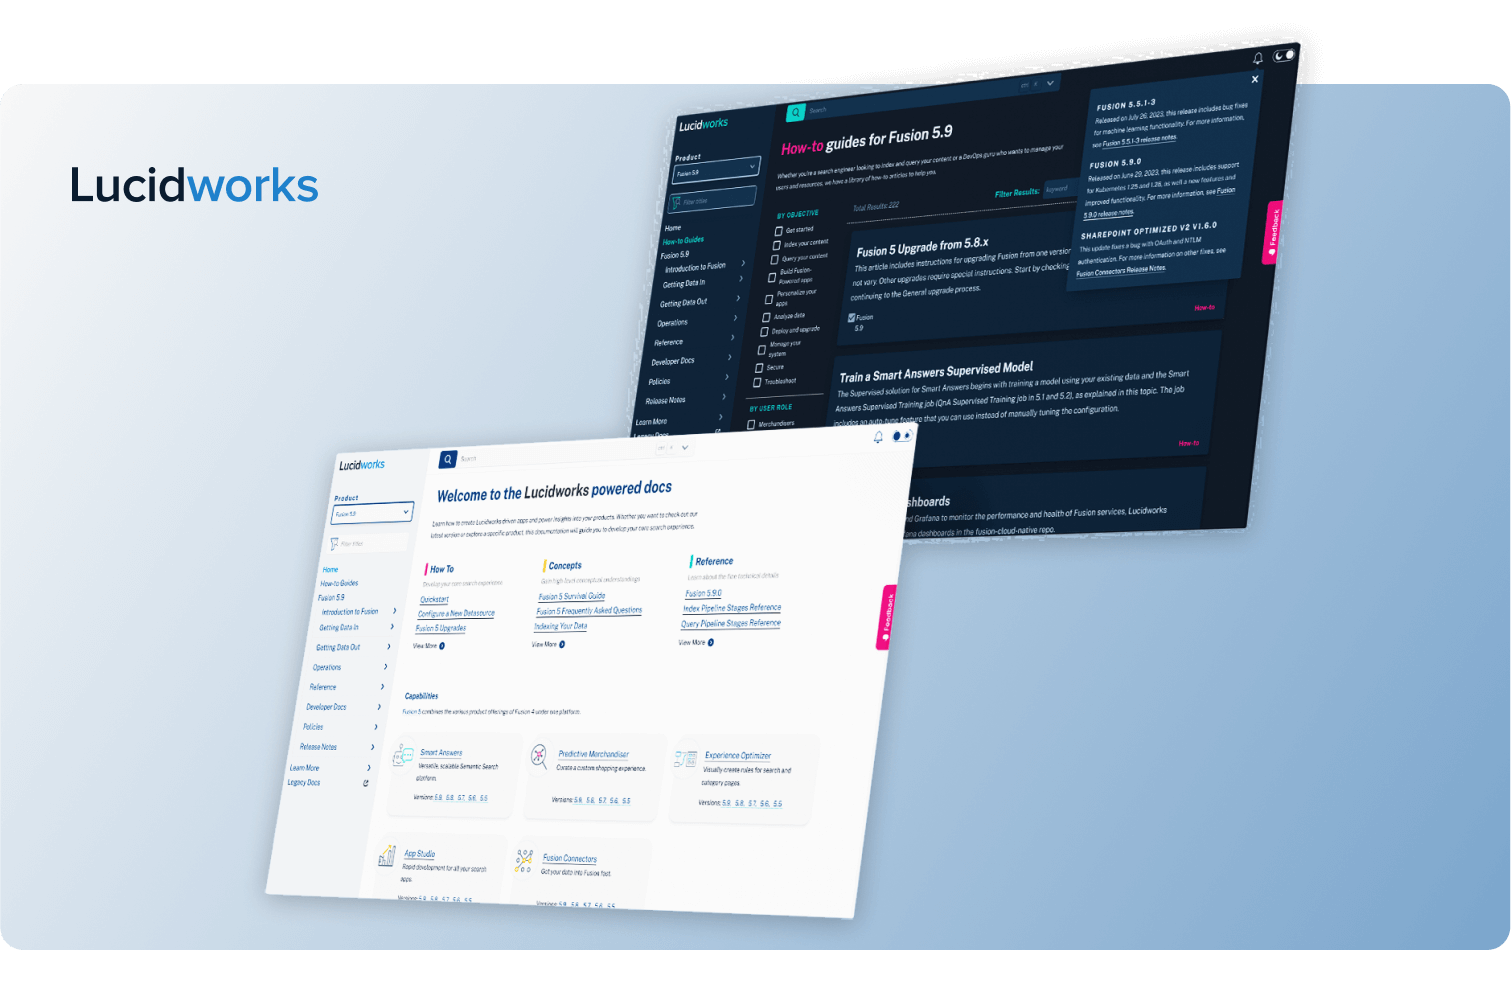 Lucidworks
Lucidworks
Product
Fusion 5.9
Filter titles
Home
How-to Guides
Fusion 5.9
Introduction to Fusion
Getting Data In
Getting Data Out
Operations
Reference
Developer Docs
Policies
Release Notes
Learn More
Legacy Docs
Search
How-to guides for Fusion 5.9
Whether you're a search engineer looking to index and query your content or a DevOps guru who wants to manage your
users and resources, we have a library of how-to articles to help you.
Filter Results:
keyword
Total Results: 222
BY OBJECTIVE
Get started
Index your content
Query your content
Build Fusion-
Powered apps
Personalize your
apps
Analyze data
Deploy and upgrade
Manage your
system
Secure
Troubleshoot
BY USER ROLE
Merchandisers
Fusion 5 Upgrade from 5.8.x
This article includes instructions for upgrading Fusion from one version
not vary. Other upgrades require special instructions. Start by checking
continuing to the General upgrade process.
Fusion
5.9
How-to
Train a Smart Answers Supervised Model
The Supervised solution for Smart Answers begins with training a model using your existing data and the Smart
Answers Supervised Training job (QnA Supervised Training job in 5.1 and 5.2), as explained in this topic. The job
includes an auto-tune feature that you can use instead of manually tuning the configuration.
How-to
shboards
nd Grafana to monitor the performance and health of Fusion services, Lucidworks
fana dashboards in the fusion-cloud-native repo.
FUSION 5.5.1-3
Released on July 26, 2023, this release includes bug fixes
for machine learning functionality. For more information,
see Fusion 5.5.1-3 release notes.
FUSION 5.9.0
Released on June 29, 2023, this release includes support
for Kubernetes 1.25 and 1.26, as well a new features and
improved functionality. For more information, see Fusion
5.9.0 release notes.
SHAREPOINT OPTIMIZED V2 V1.6.0
This update fixes a bug with OAuth and NTLM
authentication. For more information on other fixes, see
Fusion Connectors Release Notes.
Feedback
Lucidworks
Product
Fusion 5.9
Filter titles
Home
How-to Guides
Fusion 5.9
Introduction to Fusion
Getting Data In
Getting Data Out
Operations
Reference
Developer Docs
Policies
Release Notes
Learn More
Legacy Docs
Search
Welcome to the Lucidworks powered docs
Learn how to create Lucidworks driven apps and power insights into your products. Whether you want to check out our
latest version or explore a specific product, this documentation will guide you to develop your core search experience.
How To
Develop your core search experience
Quickstart
Configure a New Datasource
Fusion 5 Upgrades
View More
Concepts
Gain high level conceptual understandings
Fusion 5 Survival Guide
Fusion 5 Frequently Asked Questions
Indexing Your Data
View More
Reference
Learn about the fine technical details
Fusion 5.9.0
Index Pipeline Stages Reference
Query Pipeline Stages Reference
View More
Feedback
Capabilities
Fusion 5 combines the various product offerings of Fusion 4 under one platform.
Smart Answers
Versatile, scalable Semantic Search
platform.
Versions: 5.9, 5.8, 5.7, 5.6, 5.5
Predictive Merchandiser
Curate a custom shopping experience.
Versions: 5.9, 5.8, 5.7, 5.6, 5.5
Experience Optimizer
Visually create rules for search and
category pages.
Versions: 5.9, 5.8, 5.7, 5.6, 5.5
App Studio
Rapid development for all your search
apps.
Versions: 5.9, 5.8, 5.7, 5.6, 5.5
Fusion Connectors
Get your data into Fusion fast.
Versions: 5.9, 5.8, 5.7, 5.6, 5.5